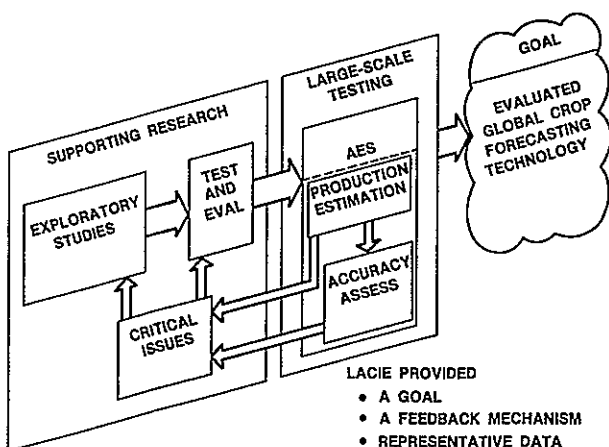 SUPPORTING RESEARCH
EXPLORATORY
STUDIES
TEST
AND
EVAL
CRITICAL
ISSUES
LARGE-SCALE
TESTING
AES
PRODUCTION
ESTIMATION
ACCURACY
ASSESS
GOAL
EVALUATED
GLOBAL CROP
FORECASTING
TECHNOLOGY
LACIE PROVIDED
• A GOAL
• A FEEDBACK MECHANISM
• REPRESENTATIVE DATA